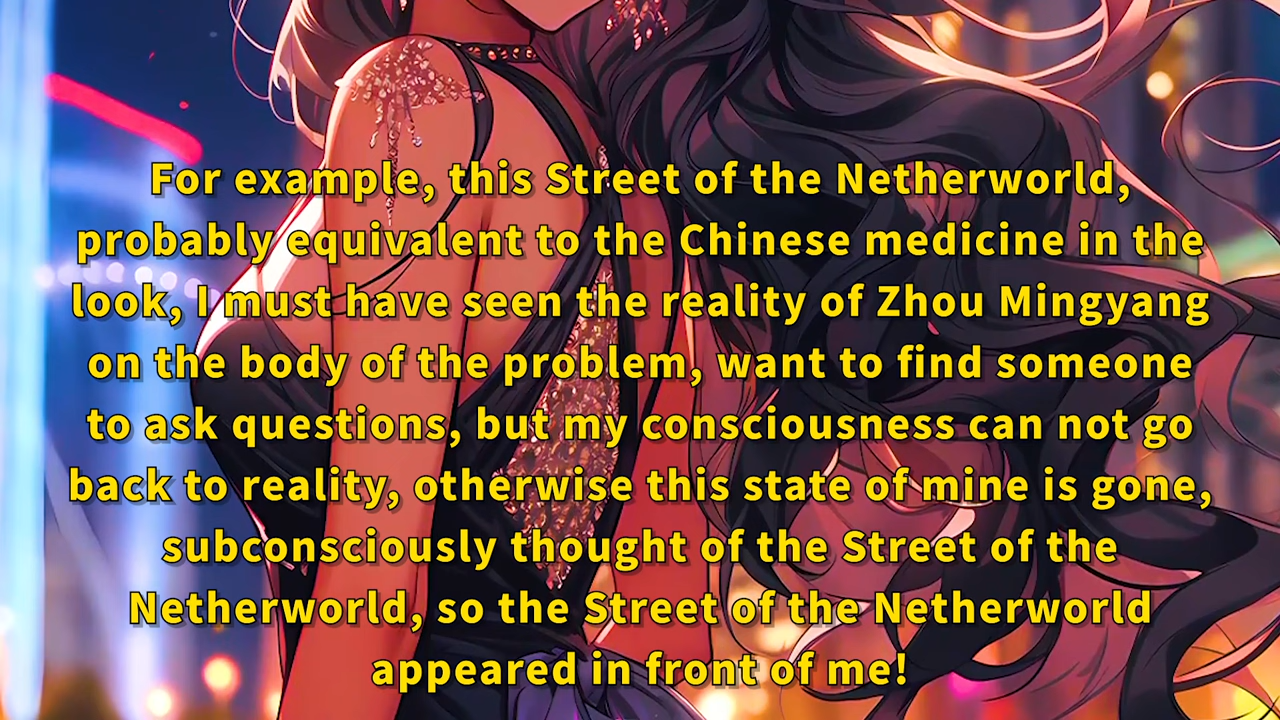 For example, this Street of the Netherworld,
probably equivalent to the Chinese medicine in the
look, I must have seen the reality of Zhou Mingyang
on the body of the problem, want to find someone
to ask questions, but my consciousness can not go
back to reality, otherwise this state of mine is gone,
subconsciously thought of the Street of the
Netherworld, so the Street of the Netherworld
appeared in front of me!